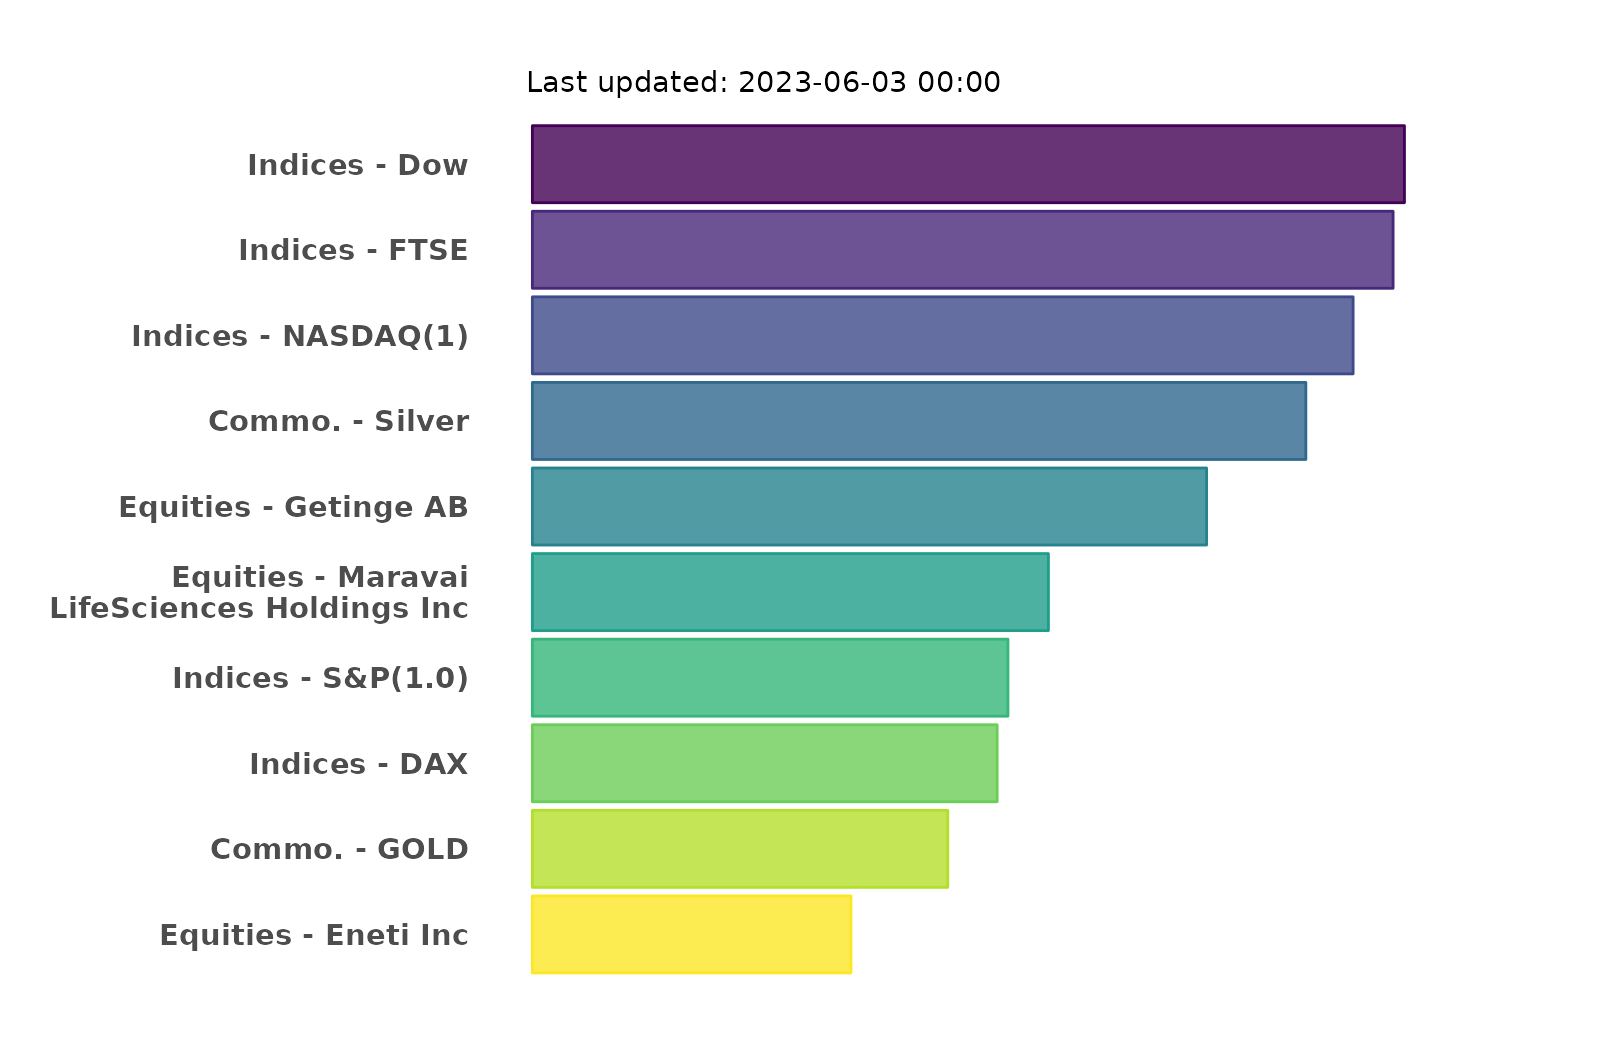 Last updated: 2023-06-03 00:00
Indices - Dow
Indices - FTSE
Indices - NASDAQ(1)
Commo. - Silver
Equities - Getinge AB
Equities - Maravai
LifeSciences Holdings Inc
Indices - S&P(1.0)
Indices - DAX
Commo. - GOLD
Equities - Eneti Inc